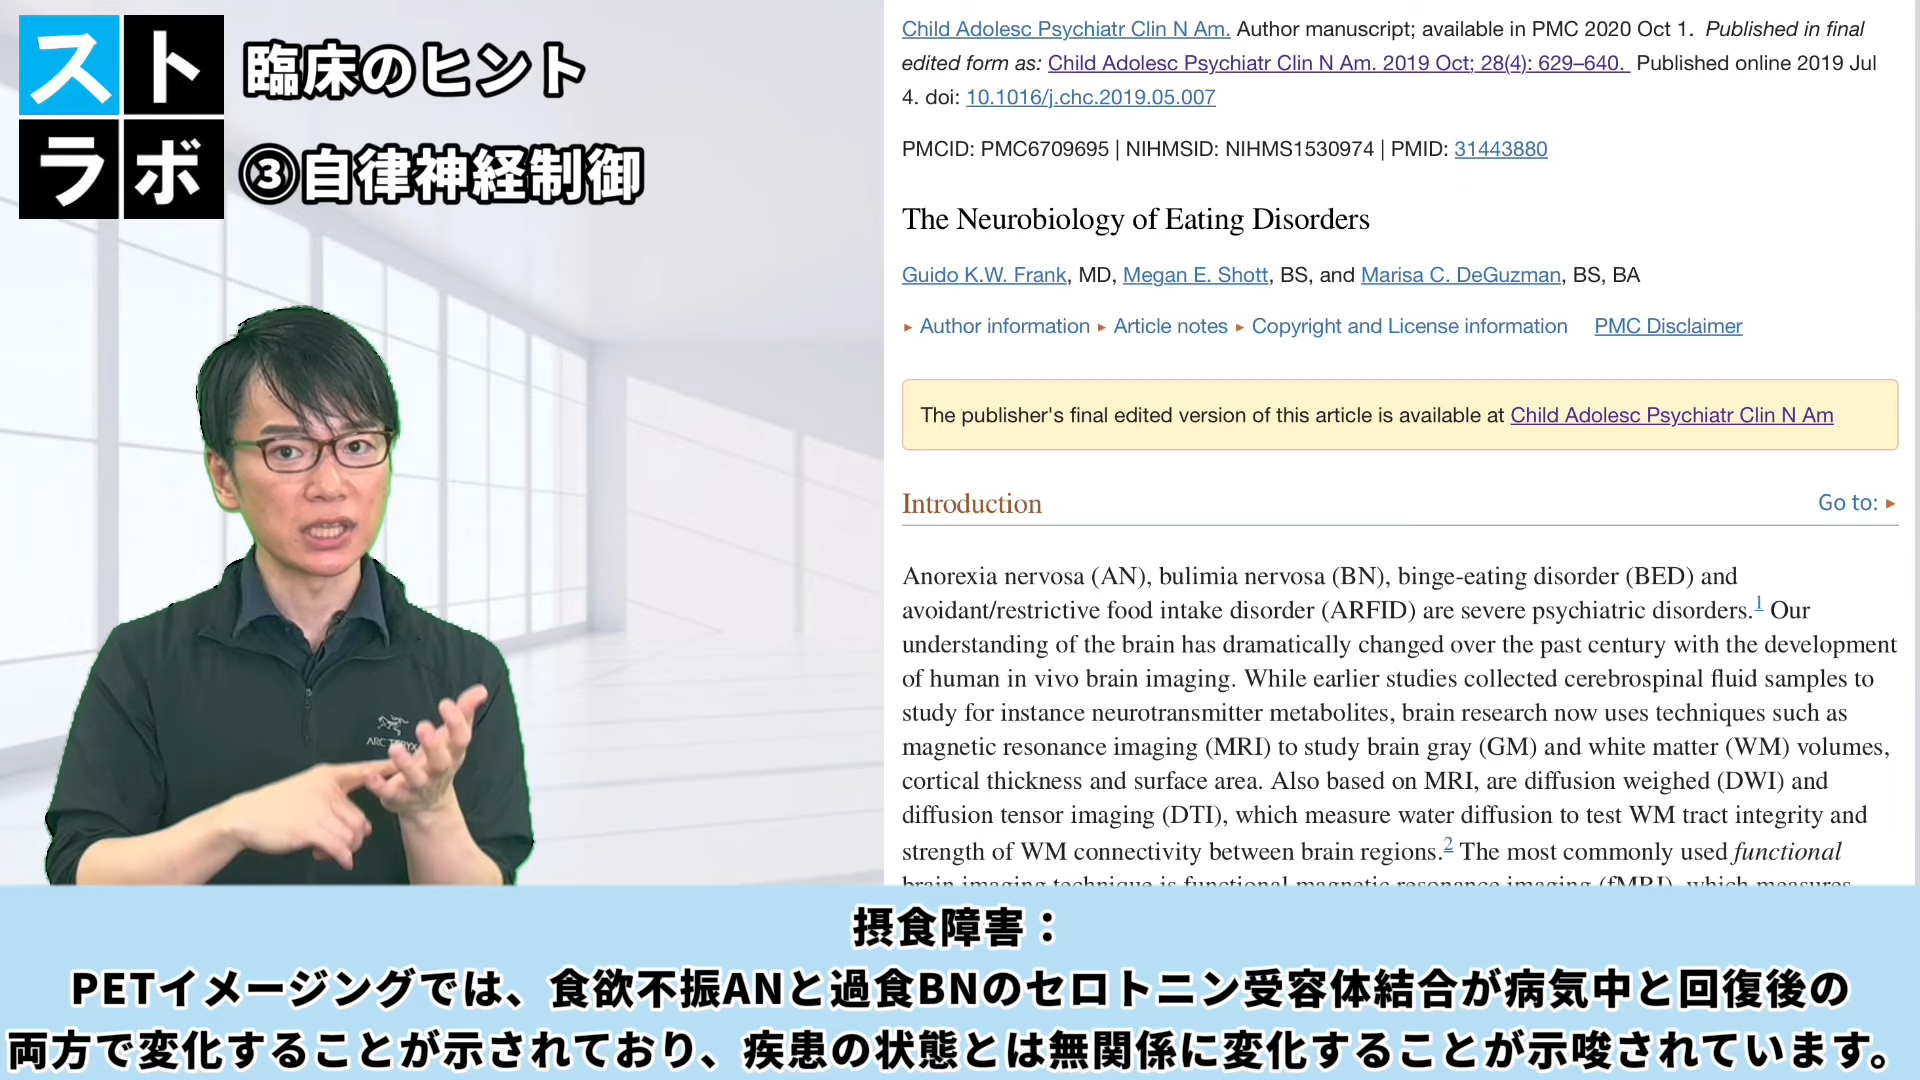 ストラボ
臨床のヒント
③自律神経制御
Child Adolesc Psychiatr Clin N Am. Author manuscript; available in PMC 2020 Oct 1. Published in final
edited form as: Child Adolesc Psychiatr Clin N Am. 2019 Oct; 28(4): 629–640. Published online 2019 Jul
4. doi: 10.1016/j.chc.2019.05.007
PMCID: PMC6709695 | NIHMSID: NIHMS1530974 | PMID: 31443880
The Neurobiology of Eating Disorders
Guido K.W. Frank, MD, Megan E. Shott, BS, and Marisa C. DeGuzman, BS, BA
▸ Author information ▸ Article notes ▸ Copyright and License information PMC Disclaimer
The publisher's final edited version of this article is available at Child Adolesc Psychiatr Clin N Am
Introduction Go to: ▸
Anorexia nervosa (AN), bulimia nervosa (BN), binge-eating disorder (BED) and
avoidant/restrictive food intake disorder (ARFID) are severe psychiatric disorders.1 Our
understanding of the brain has dramatically changed over the past century with the development
of human in vivo brain imaging. While earlier studies collected cerebrospinal fluid samples to
study for instance neurotransmitter metabolites, brain research now uses techniques such as
magnetic resonance imaging (MRI) to study brain gray (GM) and white matter (WM) volumes,
cortical thickness and surface area. Also based on MRI, are diffusion weighed (DWI) and
diffusion tensor imaging (DTI), which measure water diffusion to test WM tract integrity and
strength of WM connectivity between brain regions.2 The most commonly used functional
brain imaging technique is functional magnetic resonance imaging (fMRI), which measures
摂食障害：
PETイメージングでは、食欲不振ANと過食BNのセロトニン受容体結合が病気中と回復後の
両方で変化することが示されており、疾患の状態とは無関係に変化することが示唆されています。